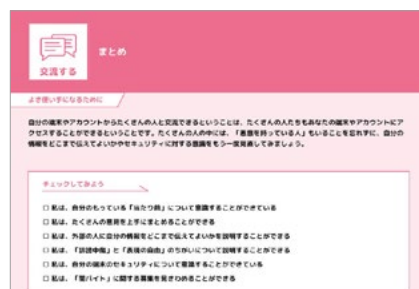 まとめ
交流する
よき使い手になるために
自分の端末やアカウントからたくさんの人と交流できるということは、たくさんの人たちもあなたの端末やアカウントにア
クセスすることができるということです。たくさんの人の中には、「悪意を持っている人」もいることを忘れずに、自分の
情報をどこまで伝えてよいかやセキュリティに対する意識をもう一度見直してみましょう。
チェックしてみよう
□ 私は、自分のもっている「当たり前」について意識することができている
□ 私は、たくさんの意見を上手にまとめることができる
□ 私は、外部の人に自分の情報をどこまで伝えてよいかを説明することができる
□ 私は、「誹謗中傷」と「表現の自由」のちがいについて説明することができる
□ 私は、自分の端末のセキュリティについて意識することができている
□ 私は、「闇バイト」に関する募集を見きわめることができる